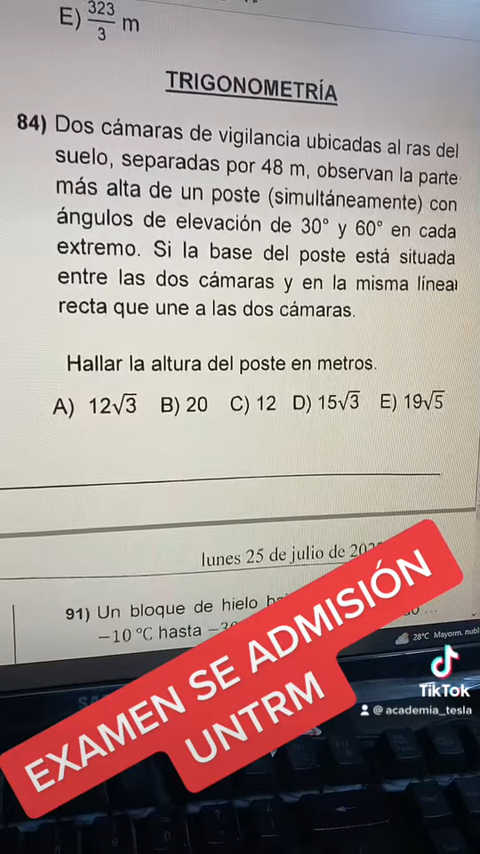 E) 323/3 m
TRIGONOMETRÍA
84) Dos cámaras de vigilancia ubicadas al ras del
suelo, separadas por 48 m, observan la parte
más alta de un poste (simultáneamente) con
ángulos de elevación de 30° y 60° en cada
extremo. Si la base del poste está situada
entre las dos cámaras y en la misma línea
recta que une a las dos cámaras.
Hallar la altura del poste en metros.
A) 12√3 B) 20 C) 12 D) 15√3 E) 19√5
lunes 25 de julio de
91) Un bloque de hielo
−10 °C hasta
28°C Mayorm. nubl
EXAMEN SE ADMISIÓN
UNTRM
TikTok
@academia_tesla